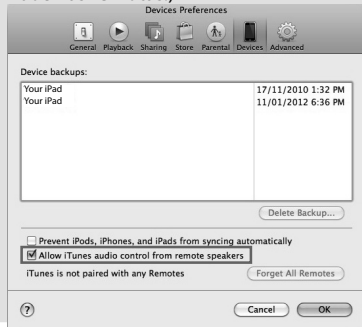 Devices Preferences
General Playback Sharing Store Parental Devices Advanced
Device backups:
Your iPad 17/11/2010 1:32 PM
Your iPad 11/01/2012 6:36 PM
Delete Backup...
Prevent iPods, iPhones, and iPads from syncing automatically
Allow iTunes audio control from remote speakers
iTunes is not paired with any Remotes Forget All Remotes
? Cancel OK